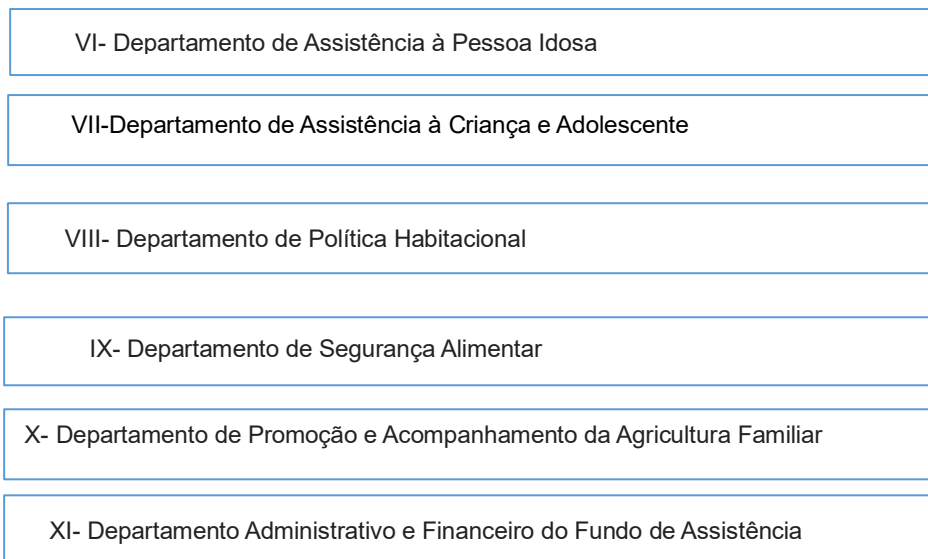 VI- Departamento de Assistência à Pessoa Idosa
VII-Departamento de Assistência à Criança e Adolescente
VIII- Departamento de Política Habitacional
IX- Departamento de Segurança Alimentar
X- Departamento de Promoção e Acompanhamento da Agricultura Familiar
XI- Departamento Administrativo e Financeiro do Fundo de Assistência